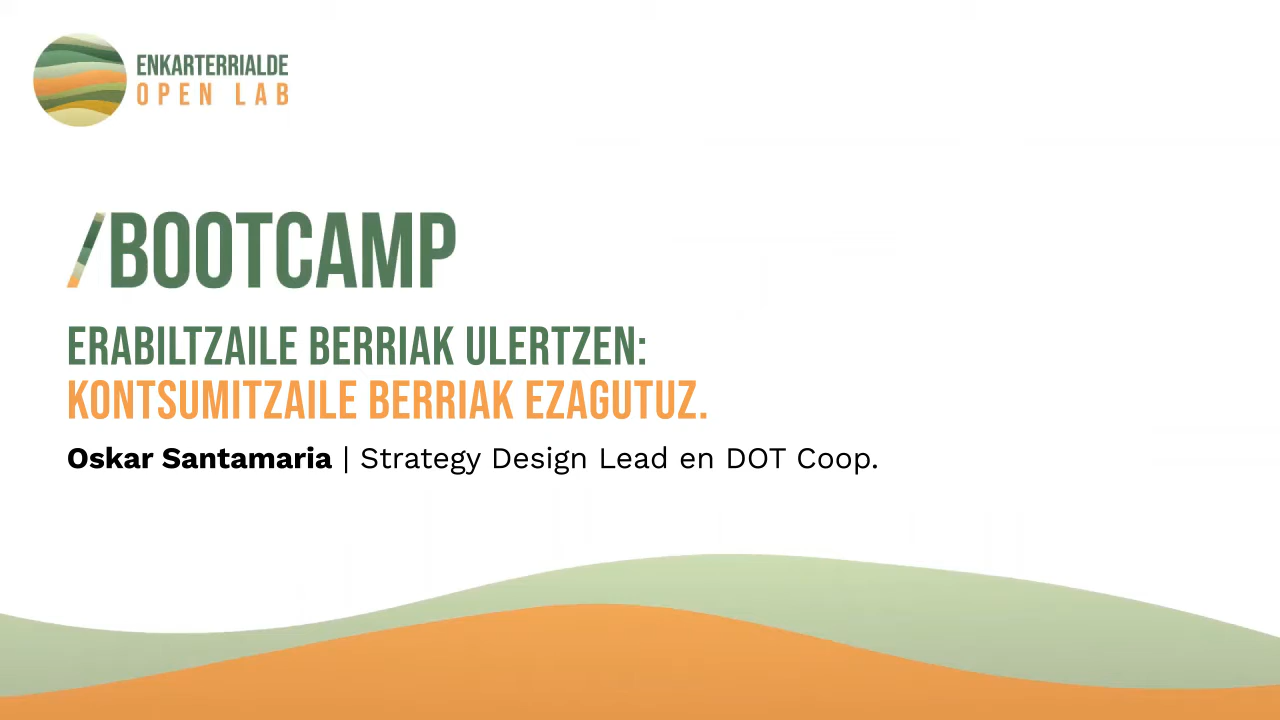 ENKARTERRIALDE
OPEN LAB
/BOOTCAMP
ERABILTZAILE BERRIAK ULERTZEN:
KONTSUMITZAILE BERRIAK EZAGUTUZ.
Oskar Santamaria | Strategy Design Lead en DOT Coop.